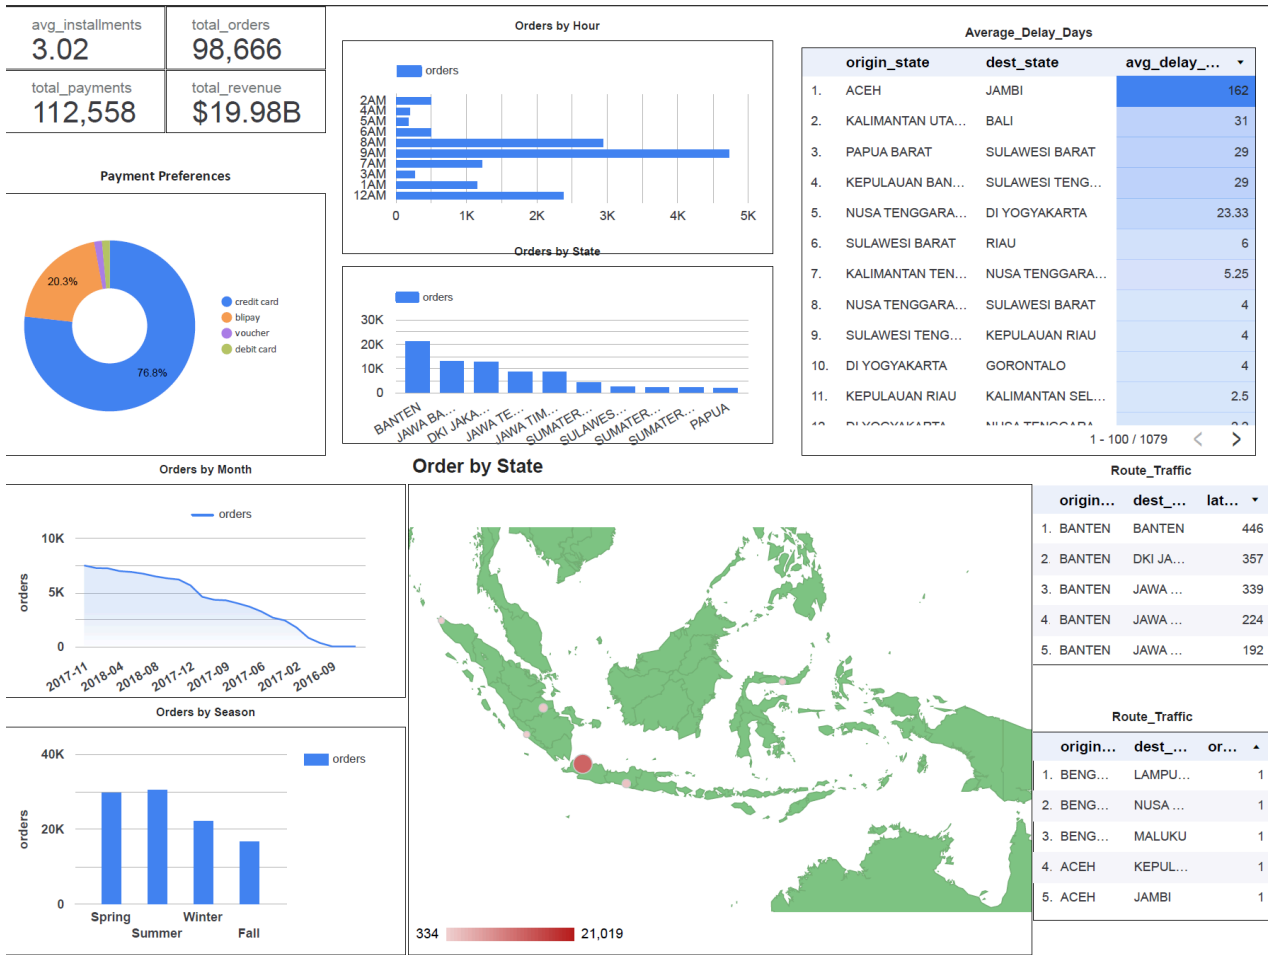 avg_installments
3.02
total_orders
98,666
total_payments
112,558
total_revenue
$19.98B
Payment Preferences
20.3%
76.8%
credit card
blipay
voucher
debit card
Orders by Hour
orders
2AM
4AM
5AM
6AM
8AM
9AM
7AM
3AM
1AM
12AM
0 1K 2K 3K 4K 5K
Orders by State
orders
30K
20K
10K
0
BANTEN
JAWA BA...
DKI JAKA...
JAWA TE...
JAWA TIM...
SUMATER...
SULAWES...
SUMATER...
SUMATER...
PAPUA
Average_Delay_Days
origin_state dest_state avg_delay_...
1. ACEH JAMBI 162
2. KALIMANTAN UTA... BALI 31
3. PAPUA BARAT SULAWESI BARAT 29
4. KEPULAUAN BAN... SULAWESI TENG... 29
5. NUSA TENGGARA... DI YOGYAKARTA 23.33
6. SULAWESI BARAT RIAU 6
7. KALIMANTAN TEN... NUSA TENGGARA... 5.25
8. NUSA TENGGARA... SULAWESI BARAT 4
9. SULAWESI TENG... KEPULAUAN RIAU 4
10. DI YOGYAKARTA GORONTALO 4
11. KEPULAUAN RIAU KALIMANTAN SEL... 2.5
1 - 100 / 1079
Orders by Month
orders
orders
10K
5K
0
2017-11
2018-04
2018-08
2017-12
2017-09
2017-06
2017-02
2016-09
Orders by Season
orders
orders
40K
20K
0
Spring
Summer
Winter
Fall
Order by State
334 21,019
Route_Traffic
origin... dest_... lat...
1. BANTEN BANTEN 446
2. BANTEN DKI JA... 357
3. BANTEN JAWA ... 339
4. BANTEN JAWA ... 224
5. BANTEN JAWA ... 192
Route_Traffic
origin... dest_... or...
1. BENG... LAMPU... 1
2. BENG... NUSA ... 1
3. BENG... MALUKU 1
4. ACEH KEPUL... 1
5. ACEH JAMBI 1